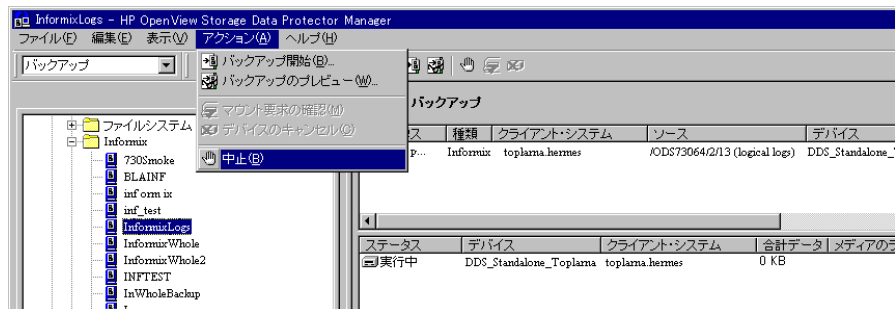 InformixLogs - HP OpenView Storage Data Protector Manager
ファイル(F) 編集(E) 表示(V) アクション(A) ヘルプ(H)
バックアップ
バックアップ開始(B)...
バックアップのプレビュー(W)...
マウント要求の確認(M)
デバイスのキャンセル(C)
中止(B)
バックアップ
ファイルシステム
Informix
730Smoke
BLAINF
informix
inf_test
InformixLogs
InformixWhole
InformixWhole2
INFTEST
InWholeBackup
種類 クライアント・システム ソース デバイス
P... Informix toplarna.hermes /ODS73064/2/13 (logical logs) DDS_Standalone_
ステータス デバイス クライアント・システム 合計データ メディアのラ
実行中 DDS_Standalone_Toplarna toplarna.hermes 0 KB